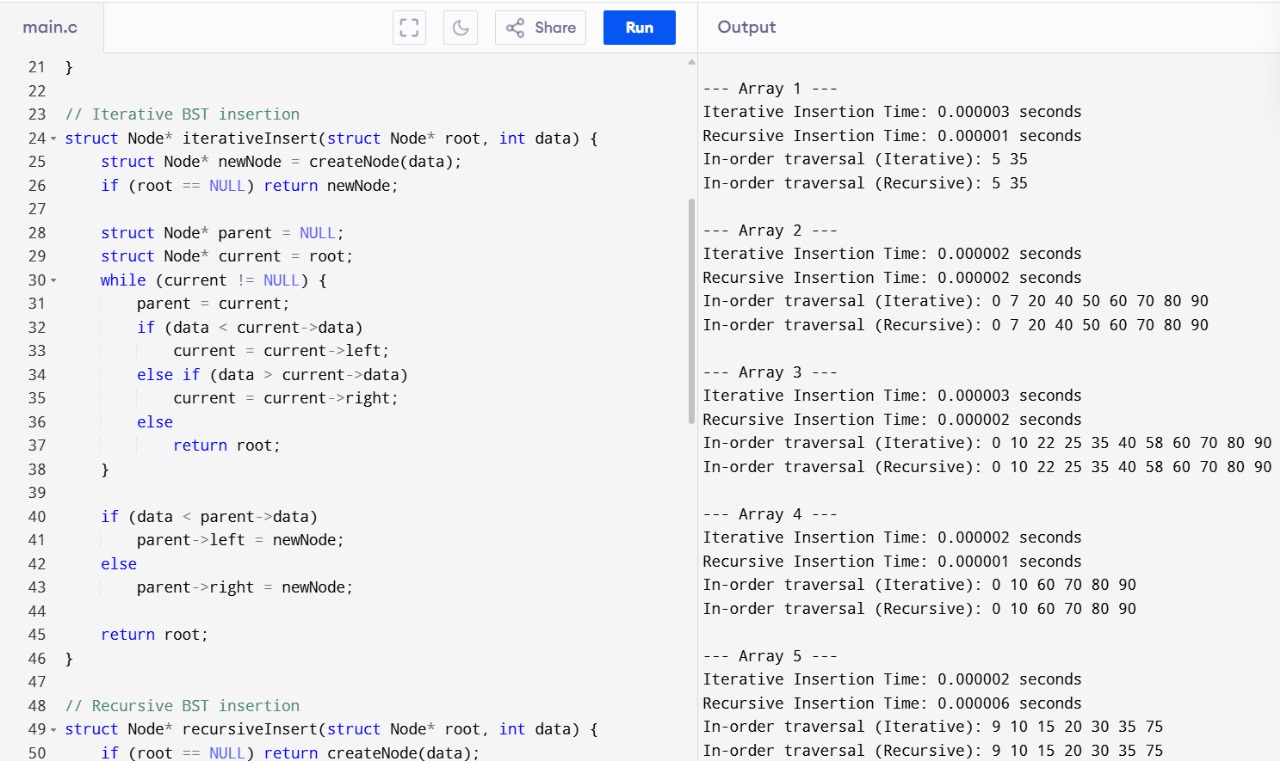 main.c
Share
Run
Output
21 }
22
23 // Iterative BST insertion
24 struct Node* iterativeInsert(struct Node* root, int data) {
25     struct Node* newNode = createNode(data);
26     if (root == NULL) return newNode;
27
28     struct Node* parent = NULL;
29     struct Node* current = root;
30     while (current != NULL) {
31         parent = current;
32         if (data < current->data)
33             current = current->left;
34         else if (data > current->data)
35             current = current->right;
36         else
37             return root;
38     }
39
40     if (data < parent->data)
41         parent->left = newNode;
42     else
43         parent->right = newNode;
44
45     return root;
46 }
47
48 // Recursive BST insertion
49 struct Node* recursiveInsert(struct Node* root, int data) {
50     if (root == NULL) return createNode(data);
--- Array 1 ---
Iterative Insertion Time: 0.000003 seconds
Recursive Insertion Time: 0.000001 seconds
In-order traversal (Iterative): 5 35
In-order traversal (Recursive): 5 35
--- Array 2 ---
Iterative Insertion Time: 0.000002 seconds
Recursive Insertion Time: 0.000002 seconds
In-order traversal (Iterative): 0 7 20 40 50 60 70 80 90
In-order traversal (Recursive): 0 7 20 40 50 60 70 80 90
--- Array 3 ---
Iterative Insertion Time: 0.000003 seconds
Recursive Insertion Time: 0.000002 seconds
In-order traversal (Iterative): 0 10 22 25 35 40 58 60 70 80 90
In-order traversal (Recursive): 0 10 22 25 35 40 58 60 70 80 90
--- Array 4 ---
Iterative Insertion Time: 0.000002 seconds
Recursive Insertion Time: 0.000001 seconds
In-order traversal (Iterative): 0 10 60 70 80 90
In-order traversal (Recursive): 0 10 60 70 80 90
--- Array 5 ---
Iterative Insertion Time: 0.000002 seconds
Recursive Insertion Time: 0.000006 seconds
In-order traversal (Iterative): 9 10 15 20 30 35 75
In-order traversal (Recursive): 9 10 15 20 30 35 75